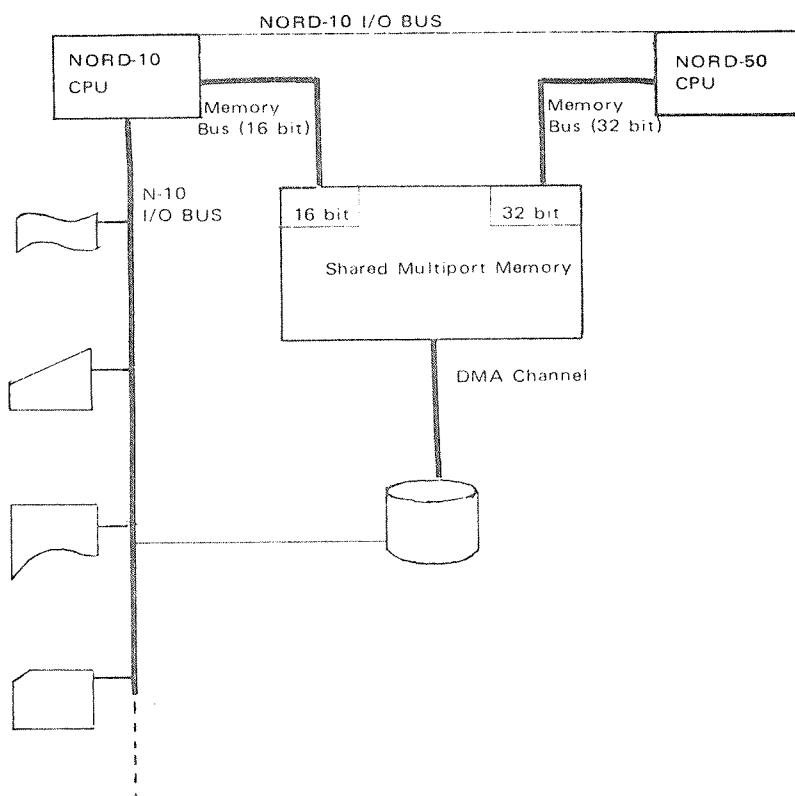 NORD-10 I/O BUS
NORD-10
CPU
NORD-50
CPU
Memory
Bus (16 bit)
Memory
Bus (32 bit)
N-10
I/O BUS
16 bit
32 bit
Shared Multiport Memory
DMA Channel